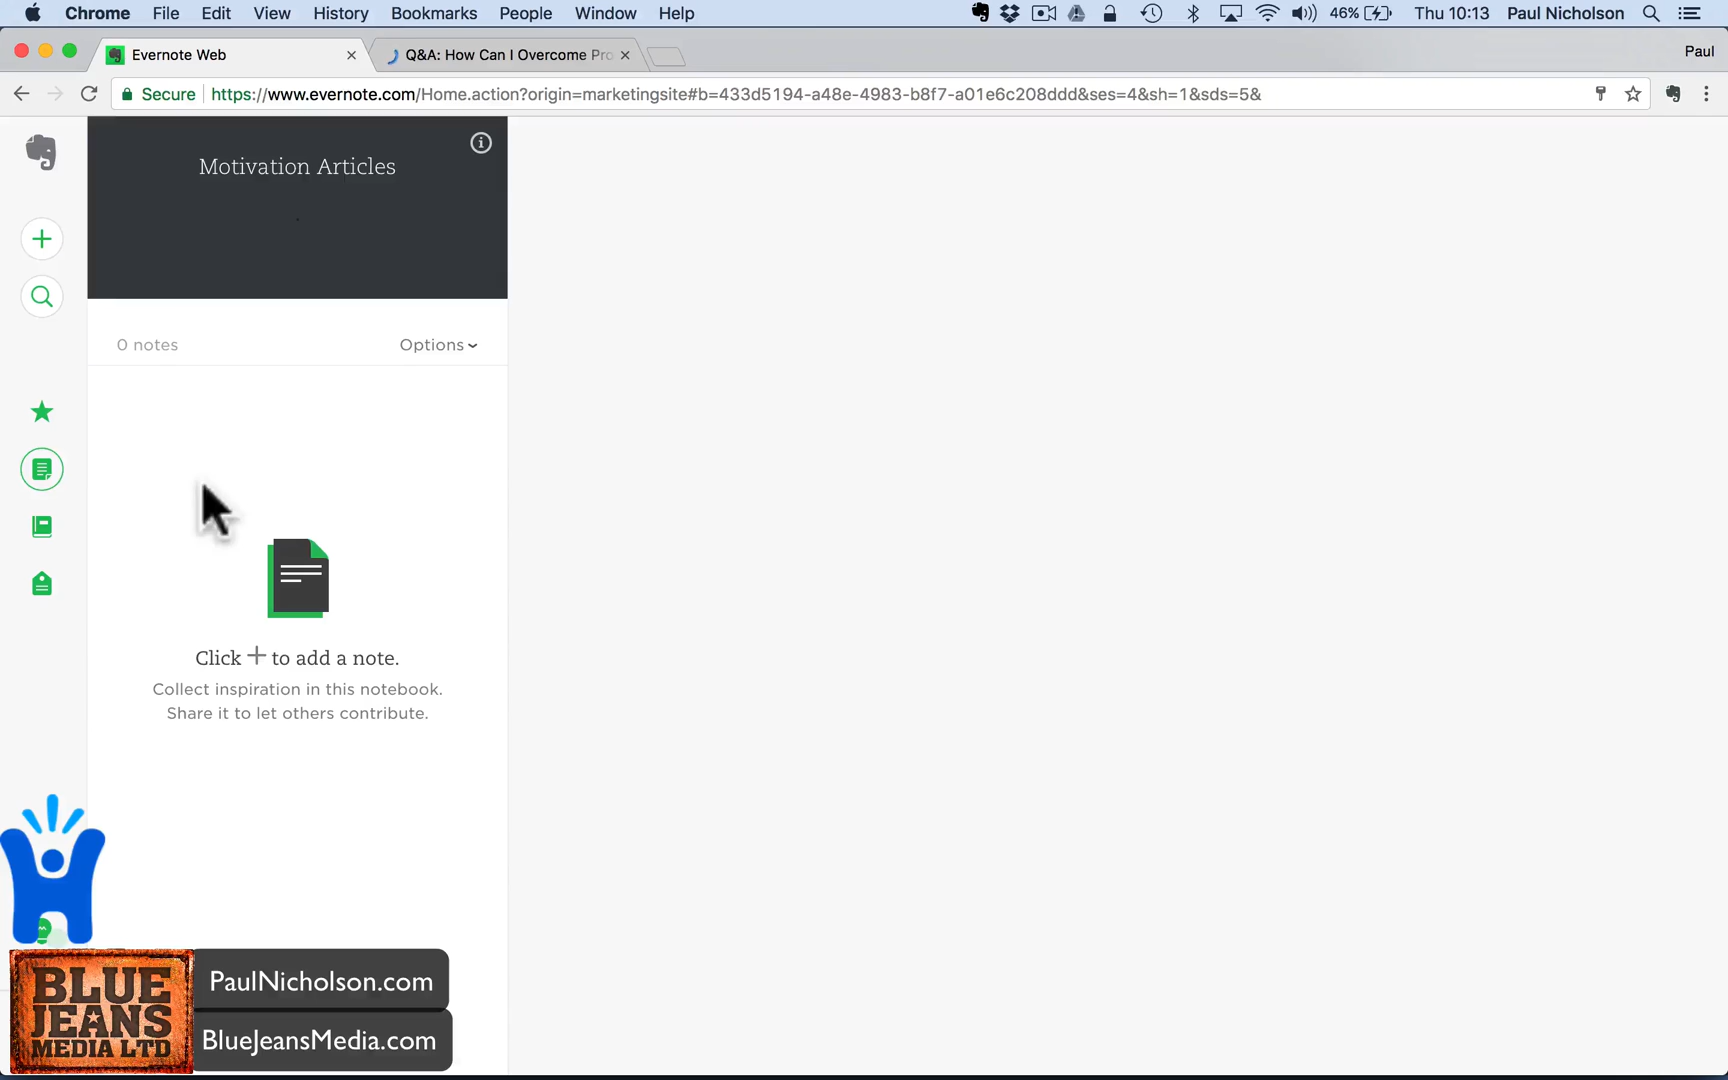 Chrome File Edit View History Bookmarks People Window Help 46% Thu 10:13 Paul Nicholson
Evernote Web Q&A: How Can I Overcome Pro Paul
Secure https://www.evernote.com/Home.action?origin=marketingsite#b=433d5194-a48e-4983-b8f7-a01e6c208ddd&ses=4&sh=1&sds=5&
Motivation Articles
0 notes Options
Click + to add a note.
Collect inspiration in this notebook.
Share it to let others contribute.
BLUE
JEANS
MEDIA LTD
PaulNicholson.com
BlueJeansMedia.com